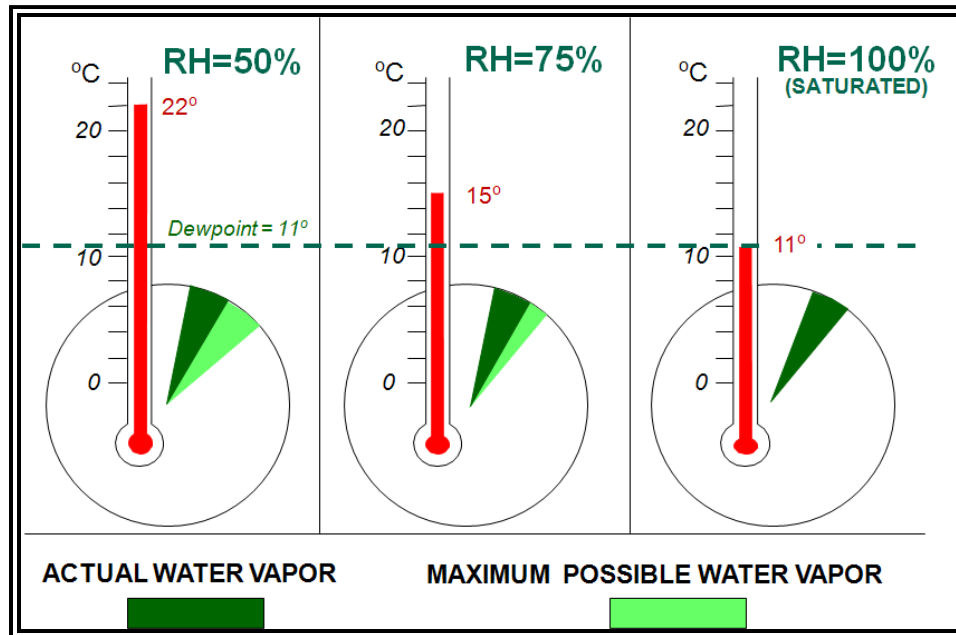 RH=50%
°C
22°
20
Dewpoint = 11°
10
0
RH=75%
°C
20
15°
10
0
RH=100%
(SATURATED)
°C
20
11°
10
0
ACTUAL WATER VAPOR
MAXIMUM POSSIBLE WATER VAPOR